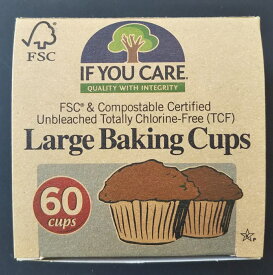 FSC
IF YOU CARE
QUALITY WITH INTEGRITY
FSC® & Compostable Certified
Unbleached Totally Chlorine-Free (TCF)
Large Baking Cups
60
cups